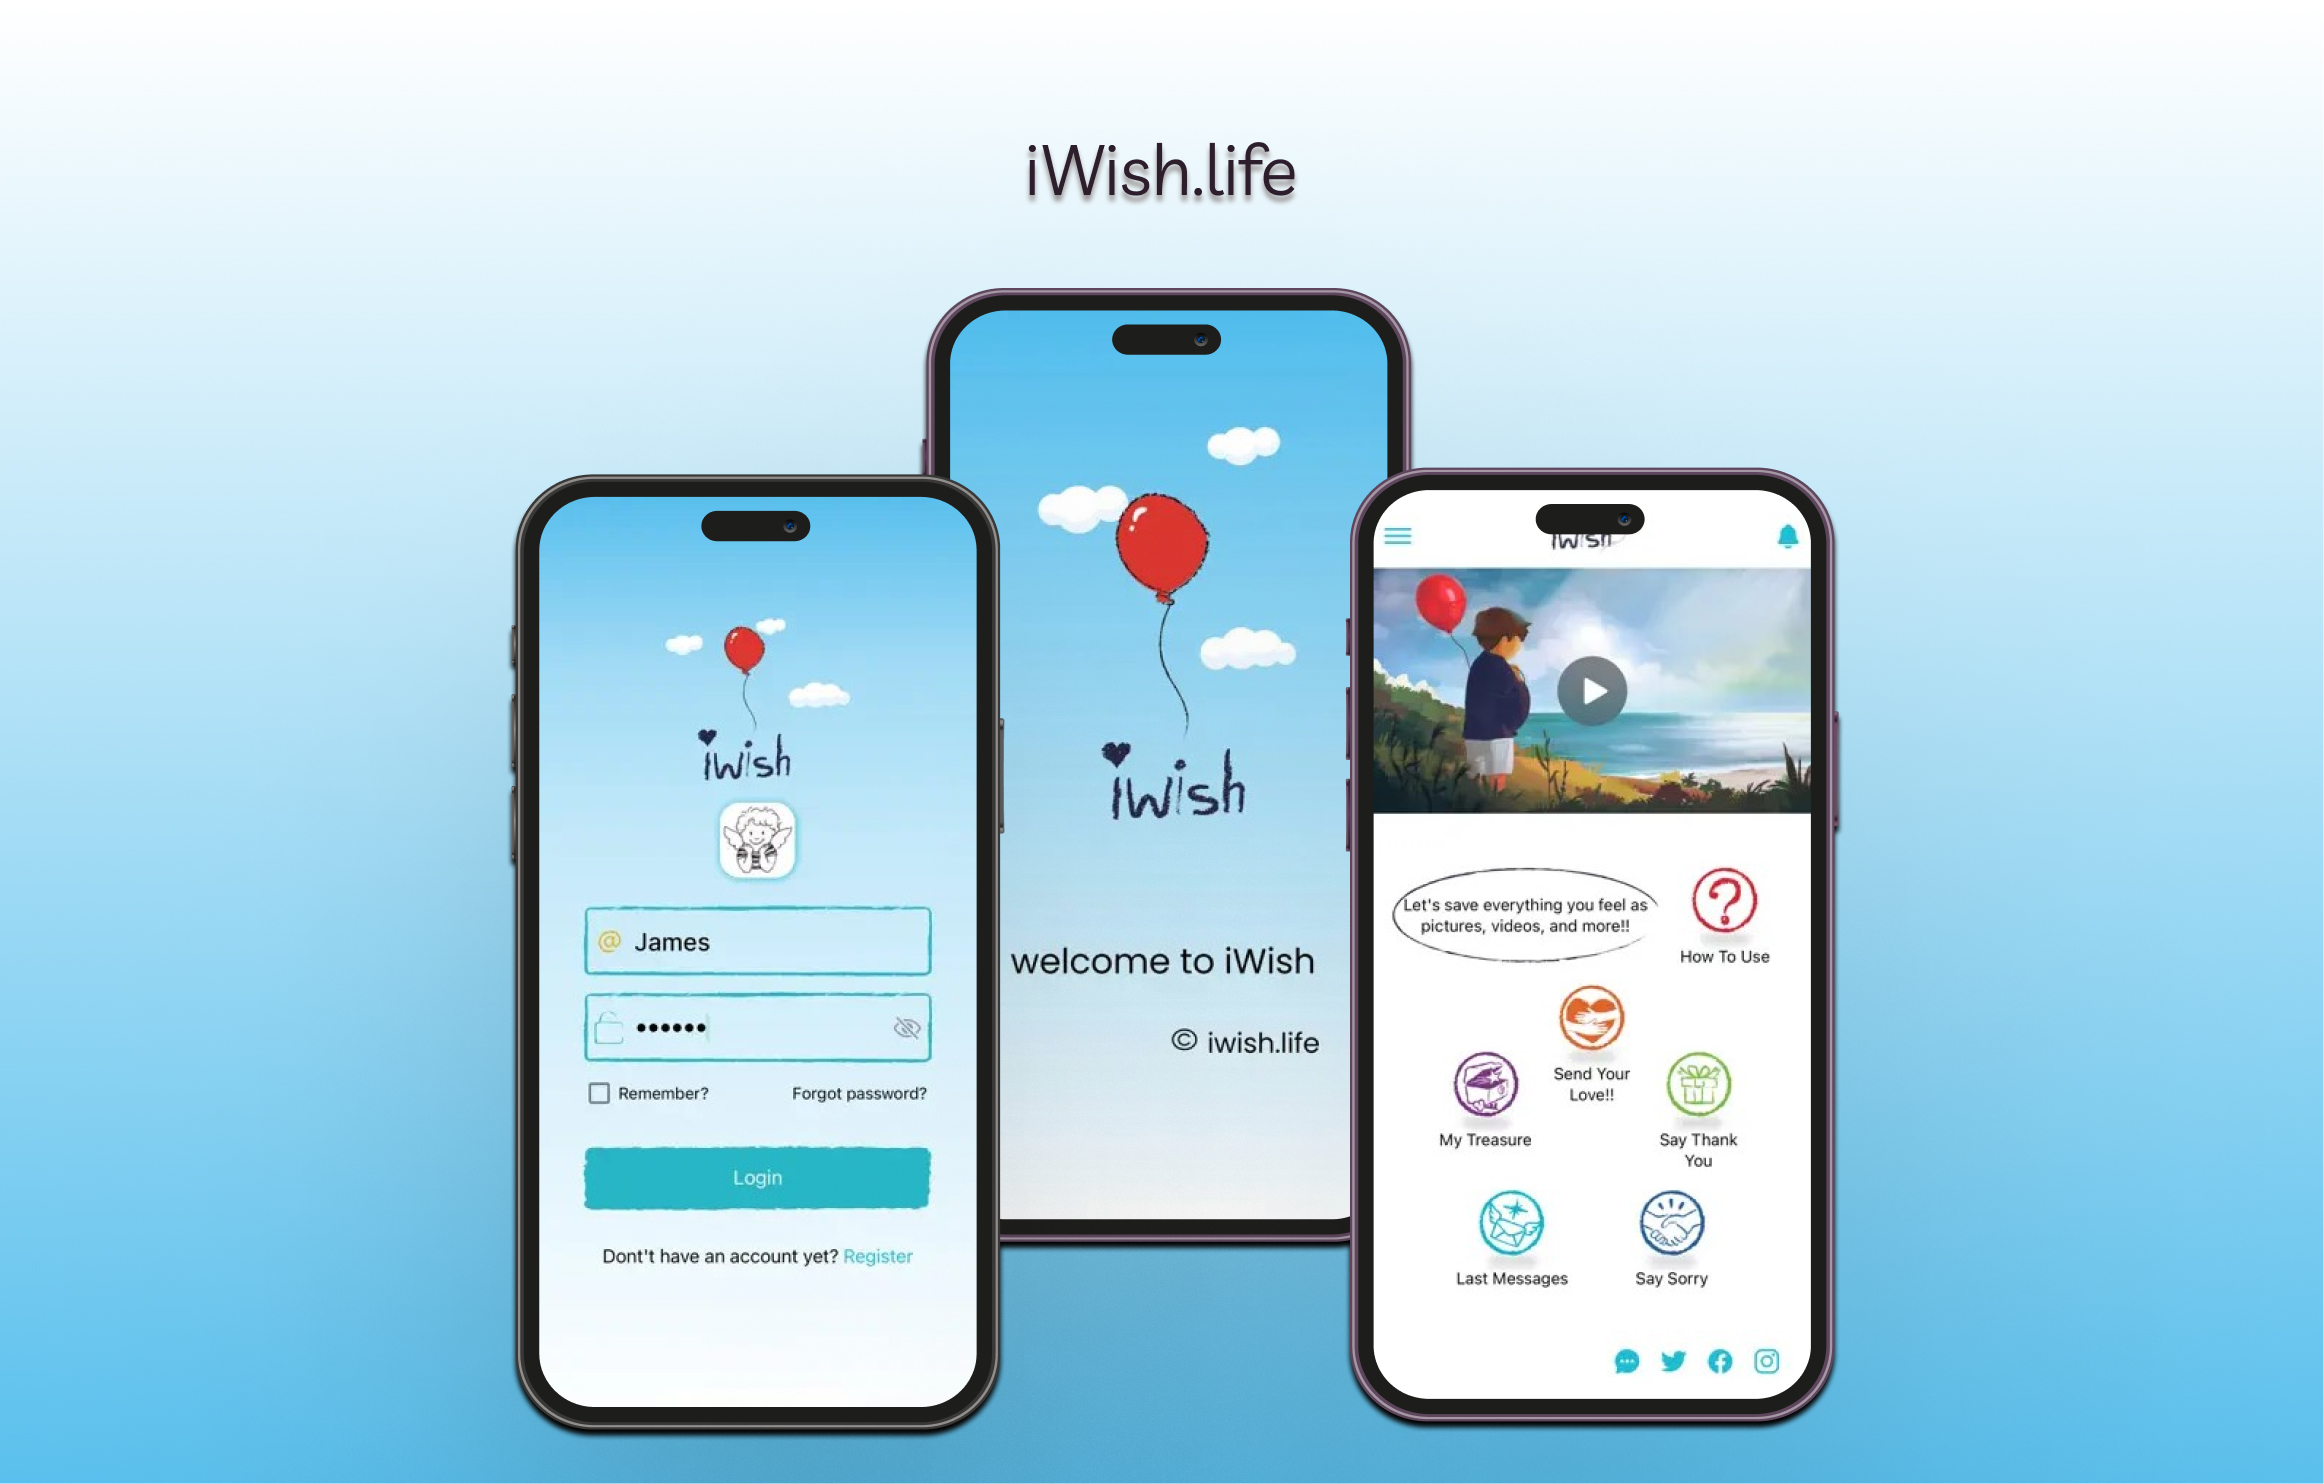 iWish.life
iwish
@ James
Remember? Forgot password?
Login
Dont't have an account yet? Register
iwish
welcome to iWish
© iwish.life
iwish
Let's save everything you feel as
pictures, videos, and more!!
?
How To Use
Send Your
Love!!
My Treasure
Say Thank
You
Last Messages
Say Sorry